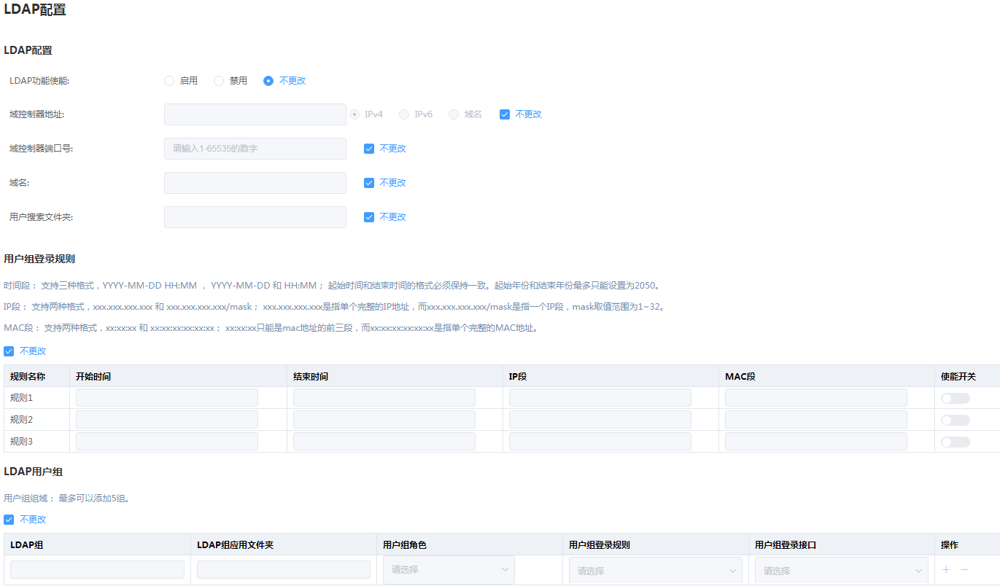 LDAP配置
LDAP配置
LDAP功能使能: 启用 禁用 不更改
域控制器地址: IPv4 IPv6 域名 不更改
域控制器端口号: 请输入1-65535的数字 不更改
域名: 不更改
用户搜索文件夹: 不更改
用户组登录规则
时间段： 支持三种格式，YYYY-MM-DD HH:MM ， YYYY-MM-DD 和 HH:MM； 起始时间和结束时间的格式必须保持一致。起始年份和结束年份最多只能设置为2050。
IP段： 支持两种格式，xxx.xxx.xxx.xxx 和 xxx.xxx.xxx.xxx/mask； xxx.xxx.xxx.xxx是指单个完整的IP地址，而xxx.xxx.xxx.xxx/mask是指一个IP段，mask取值范围为1~32。
MAC段： 支持两种格式，xx:xx:xx 和 xx:xx:xx:xx:xx:xx； xx:xx:xx只能是mac地址的前三段，而xx:xx:xx:xx:xx:xx是指单个完整的MAC地址。
不更改
规则名称 开始时间 结束时间 IP段 MAC段 使能开关
规则1
规则2
规则3
LDAP用户组
用户组组域： 最多可以添加5组。
不更改
LDAP组 LDAP组应用文件夹 用户组角色 用户组登录规则 用户组登录接口 操作
请选择 请选择 请选择 + −